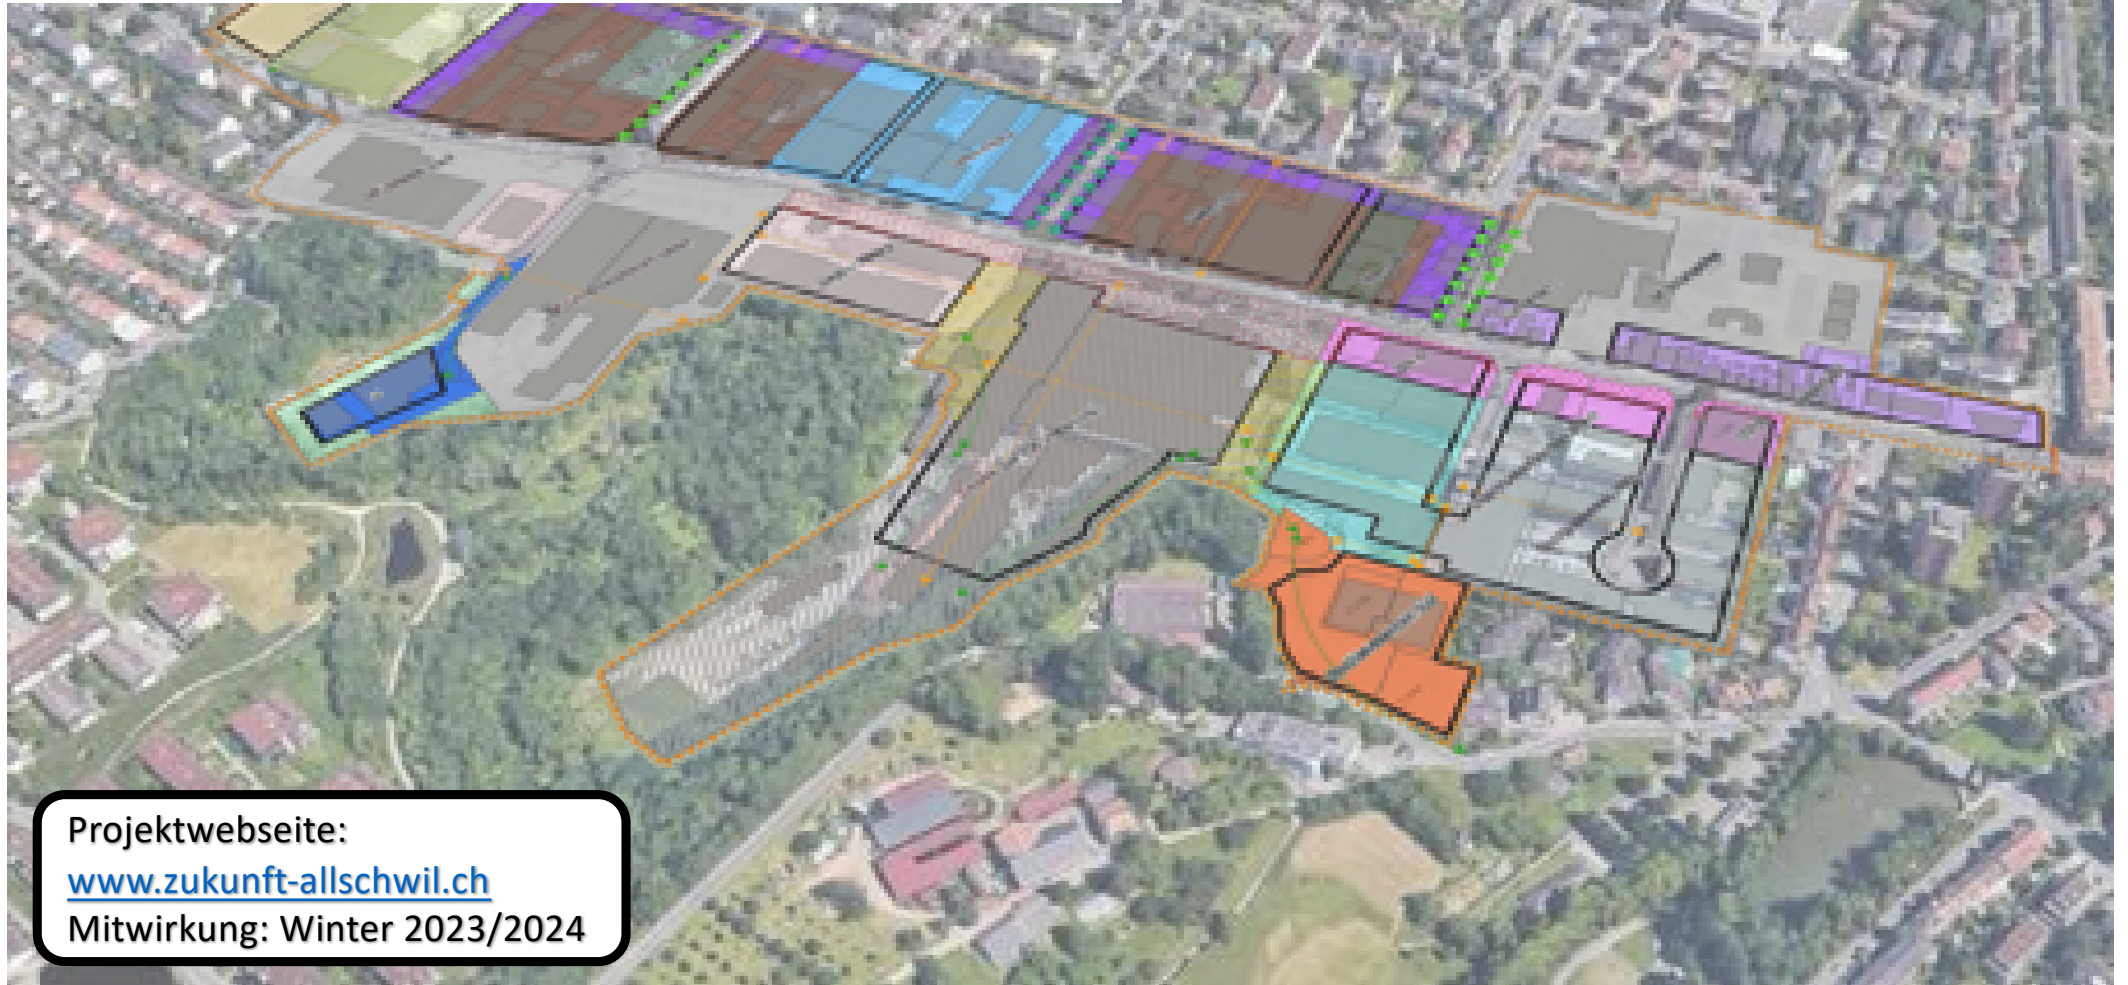 Projektwebseite:
www.zukunft-allschwil.ch
Mitwirkung: Winter 2023/2024